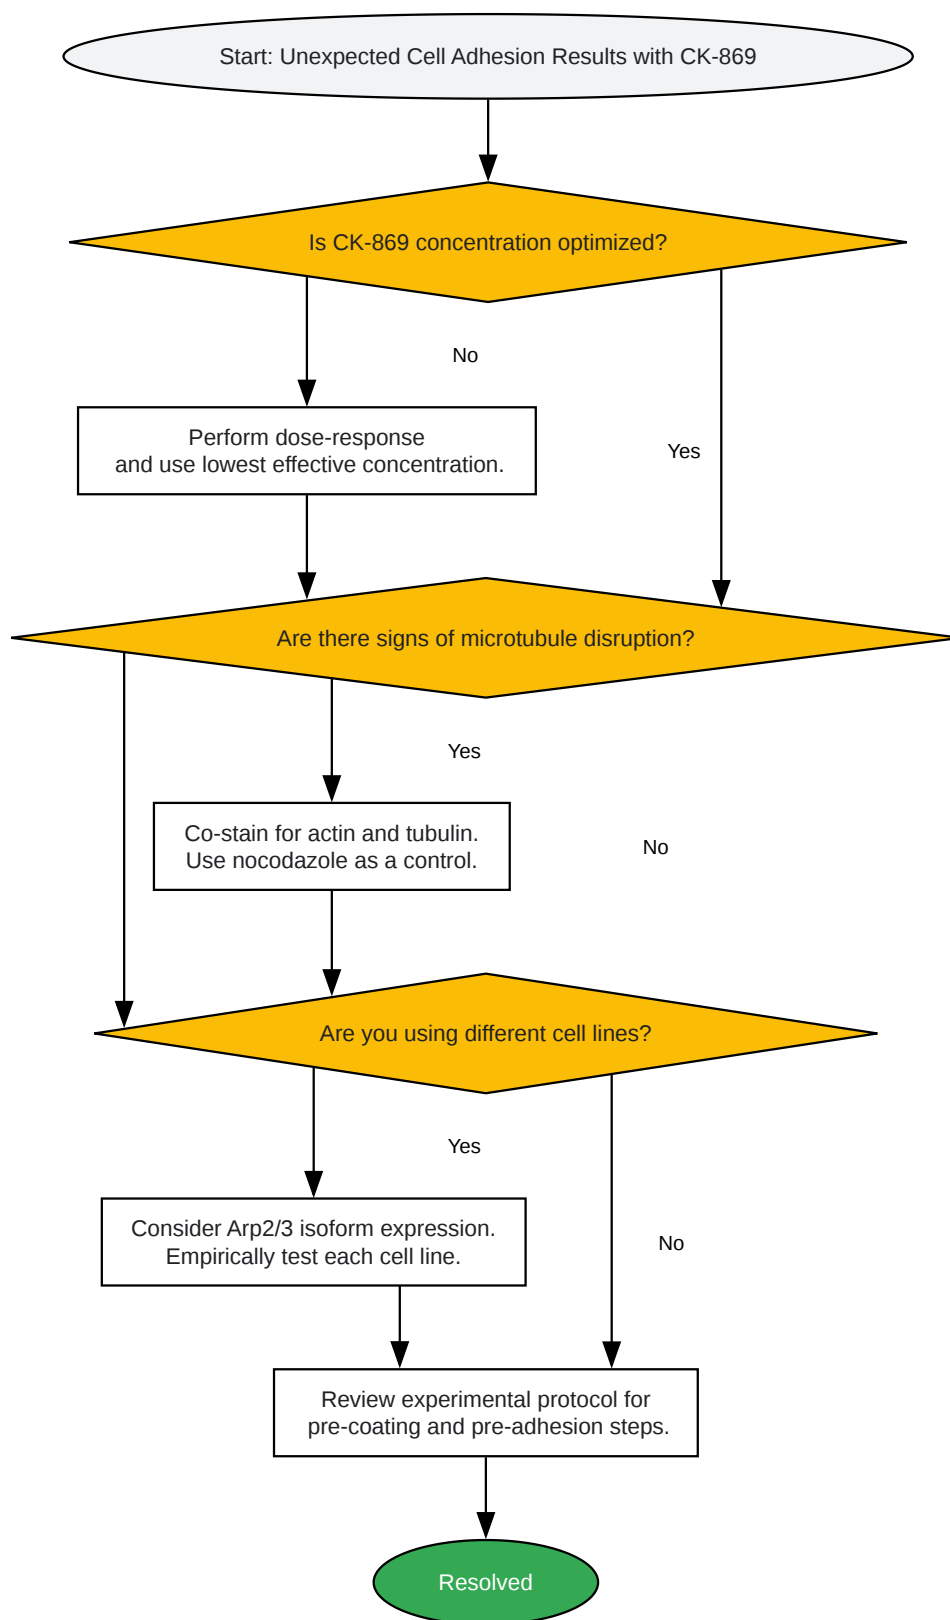 Start: Unexpected Cell Adhesion Results with CK-869
Is CK-869 concentration optimized?
No
Perform dose-response
and use lowest effective concentration.
Yes
Are there signs of microtubule disruption?
Yes
Co-stain for actin and tubulin.
Use nocodazole as a control.
No
Are you using different cell lines?
Yes
Consider Arp2/3 isoform expression.
Empirically test each cell line.
No
Review experimental protocol for
pre-coating and pre-adhesion steps.
Resolved